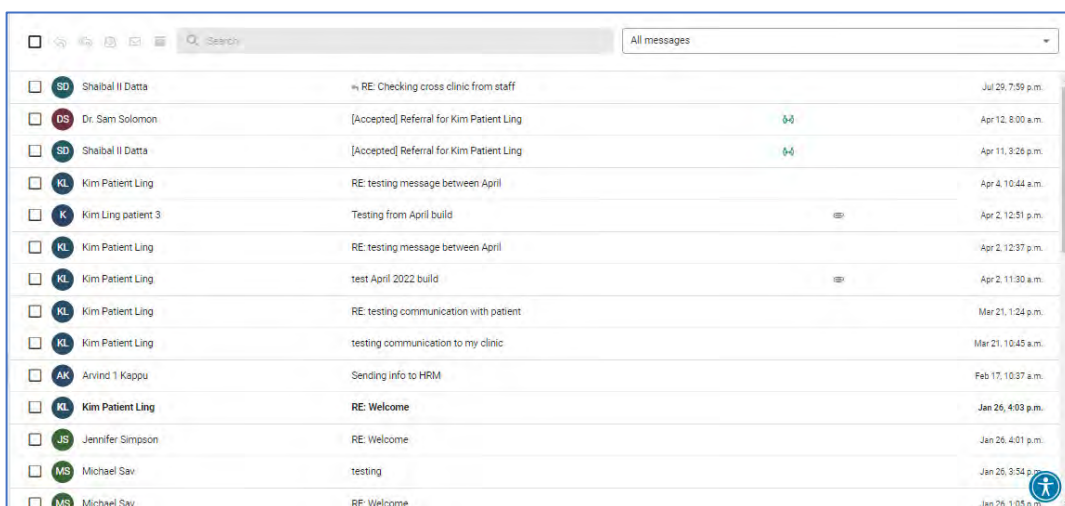 Search All messages
SD Shaibal II Datta RE: Checking cross clinic from staff Jul 29, 7:59 p.m.
DS Dr. Sam Solomon [Accepted] Referral for Kim Patient Ling Apr 12, 8:00 a.m.
SD Shaibal II Datta [Accepted] Referral for Kim Patient Ling Apr 11, 3:26 p.m.
KL Kim Patient Ling RE: testing message between April Apr 4, 10:44 a.m.
K Kim Ling patient 3 Testing from April build Apr 2, 12:51 p.m.
KL Kim Patient Ling RE: testing message between April Apr 2, 12:37 p.m.
KL Kim Patient Ling test April 2022 build Apr 2, 11:30 a.m.
KL Kim Patient Ling RE: testing communication with patient Mar 21, 1:24 p.m.
KL Kim Patient Ling testing communication to my clinic Mar 21, 10:45 a.m.
AK Arvind 1 Kappu Sending info to HRM Feb 17, 10:37 a.m.
KL Kim Patient Ling RE: Welcome Jan 26, 4:03 p.m.
JS Jennifer Simpson RE: Welcome Jan 26, 4:01 p.m.
MS Michael Sav testing Jan 26, 3:54 p.m.
MS Michael Sav RE: Welcome Jan 26, 1:05 p.m.